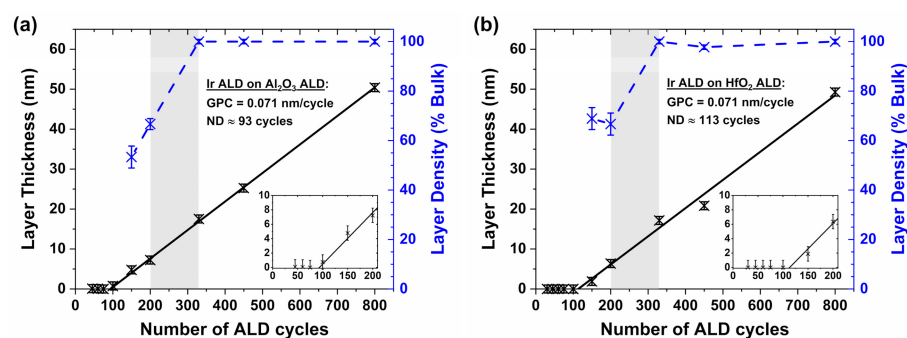 (a)
60
50
40
30
20
10
0
Layer Thickness (nm)
0 100 200 300 400 500 600 700 800
Number of ALD cycles
100
80
60
40
20
0
Layer Density (% Bulk)
Ir ALD on Al₂O₃ ALD:
GPC = 0.071 nm/cycle
ND ≈ 93 cycles
10
8
6
4
2
0
0 50 100 150 200
(b)
60
50
40
30
20
10
0
Layer Thickness (nm)
0 100 200 300 400 500 600 700 800
Number of ALD cycles
100
80
60
40
20
0
Layer Density (% Bulk)
Ir ALD on HfO₂ ALD:
GPC = 0.071 nm/cycle
ND ≈ 113 cycles
10
8
6
4
2
0
0 50 100 150 200